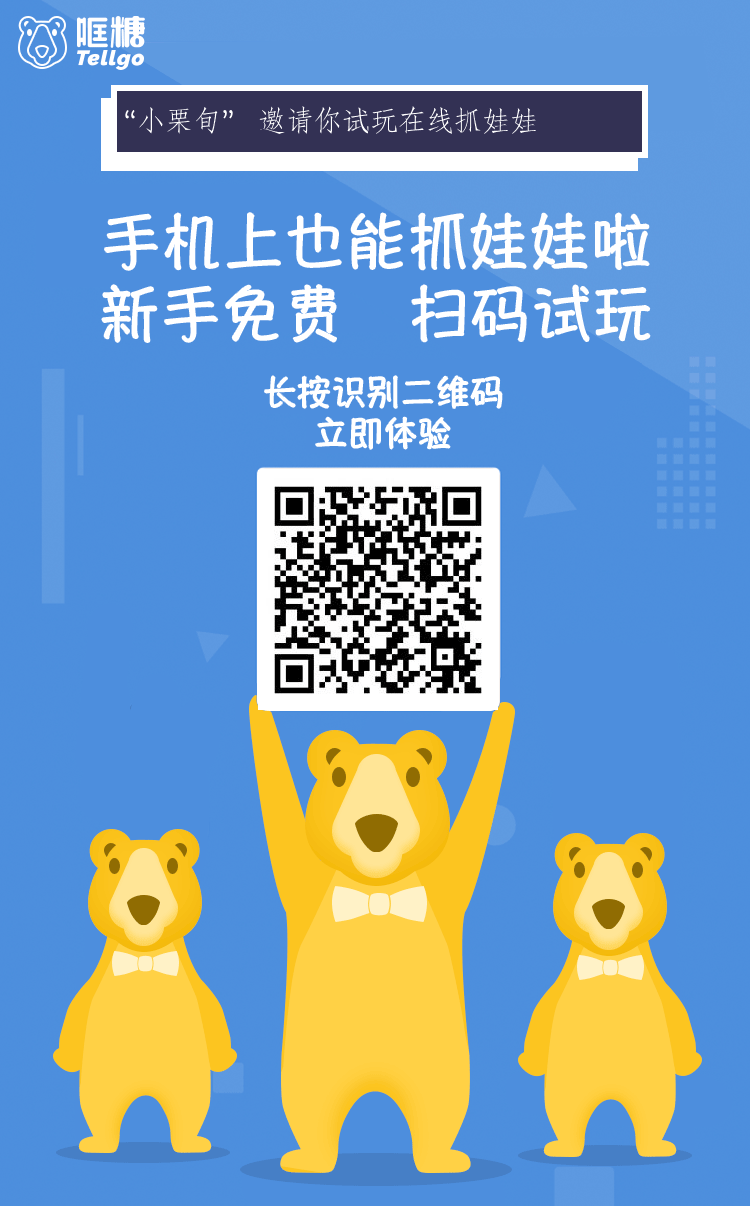 哐糖
Tellgo
“小栗旬” 邀请你试玩在线抓娃娃
手机上也能抓娃娃啦
新手免费 扫码试玩
长按识别二维码
立即体验